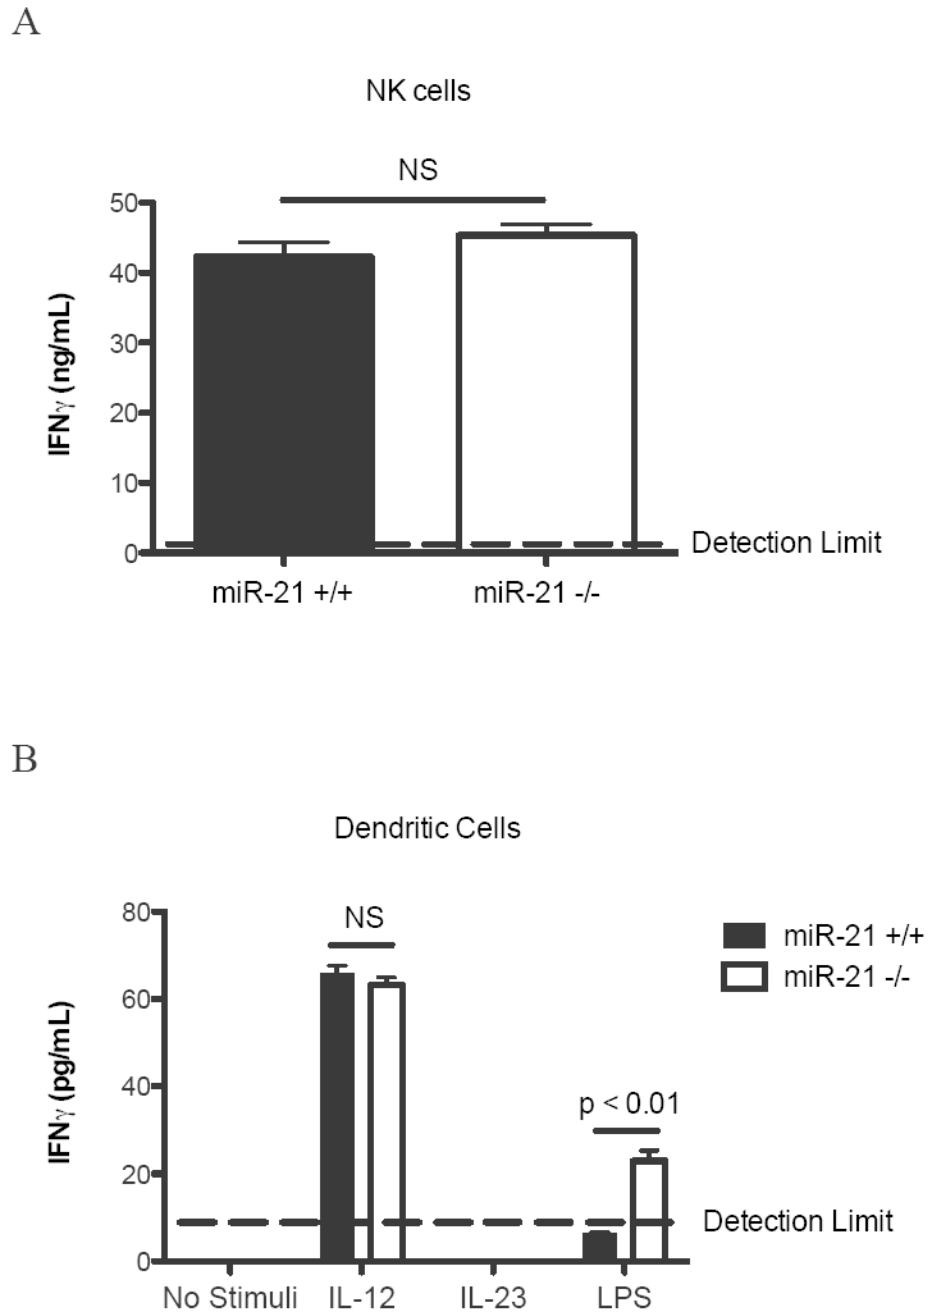 A
NK cells
NS
50
40
30
20
10
0
IFNγ (ng/mL)
Detection Limit
miR-21 +/+ miR-21 -/-
B
Dendritic Cells
80
60
40
20
0
IFNγ (pg/mL)
NS
miR-21 +/+
miR-21 -/-
p < 0.01
Detection Limit
No Stimuli IL-12 IL-23 LPS